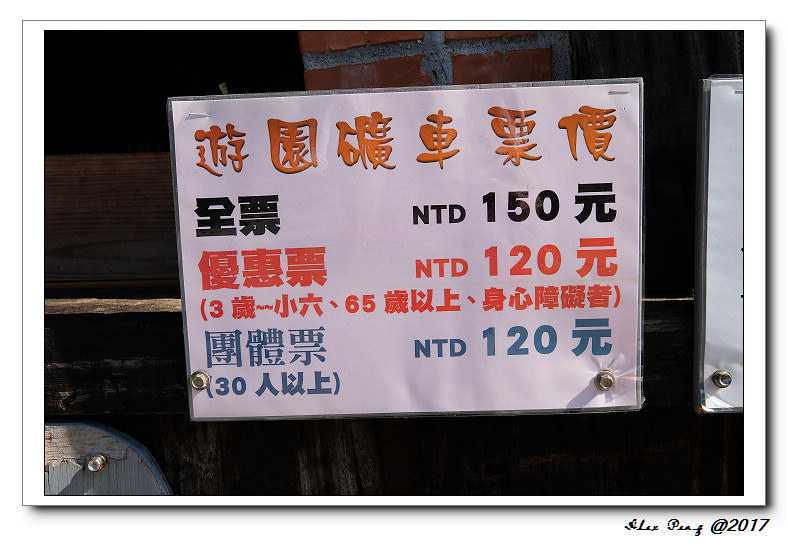 遊園礦車票價
全票 NTD 150 元
優惠票 NTD 120 元
(3 歲~~小六、65 歲以上、身心障礙者)
團體票 NTD 120 元
(30 人以上)
Alex Peng @2017